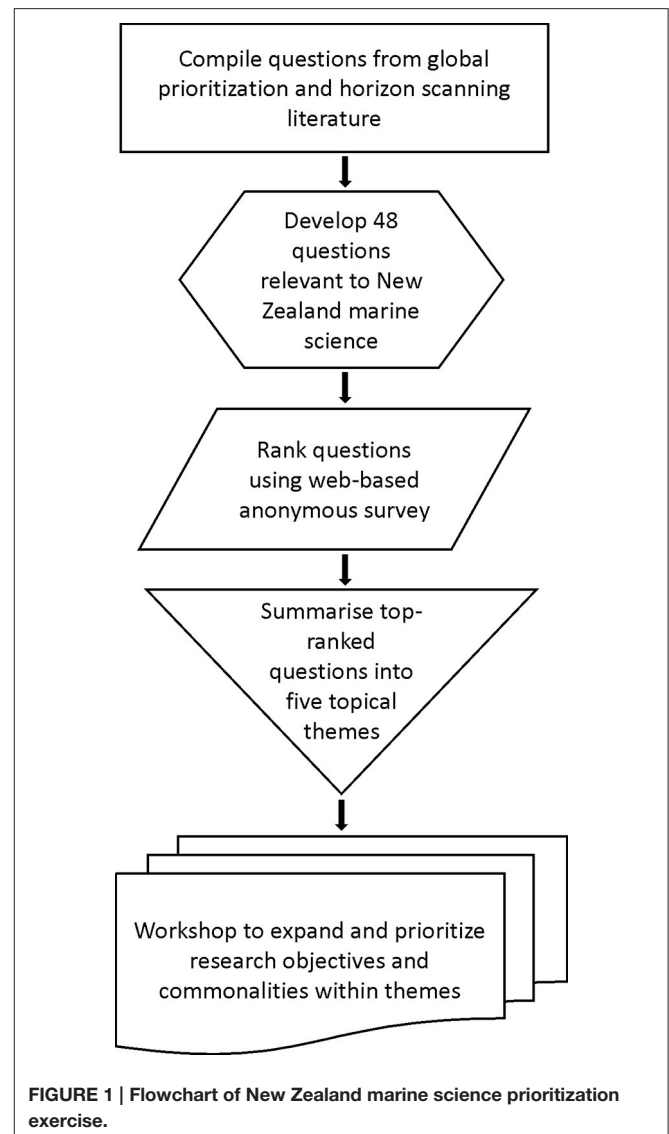 Compile questions from global
prioritization and horizon scanning
literature
Develop 48
questions
relevant to New
Zealand marine
science
Rank questions
using web-based
anonymous survey
Summarise top-
ranked
questions into
five topical
themes
Workshop to expand and prioritize
research objectives and
commonalities within themes
FIGURE 1 | Flowchart of New Zealand marine science prioritization
exercise.